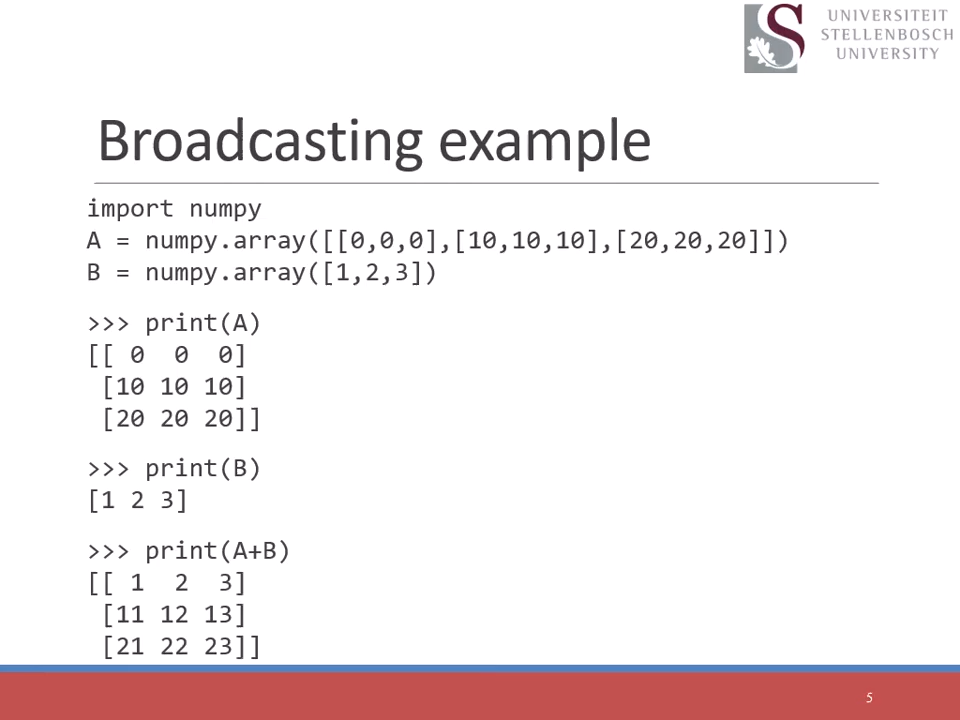 UNIVERSITEIT
STELLENBOSCH
UNIVERSITY
Broadcasting example
import numpy
A = numpy.array([[0,0,0],[10,10,10],[20,20,20]])
B = numpy.array([1,2,3])
>>> print(A)
[[ 0  0  0]
 [10 10 10]
 [20 20 20]]
>>> print(B)
[1 2 3]
>>> print(A+B)
[[ 1  2  3]
 [11 12 13]
 [21 22 23]]
5